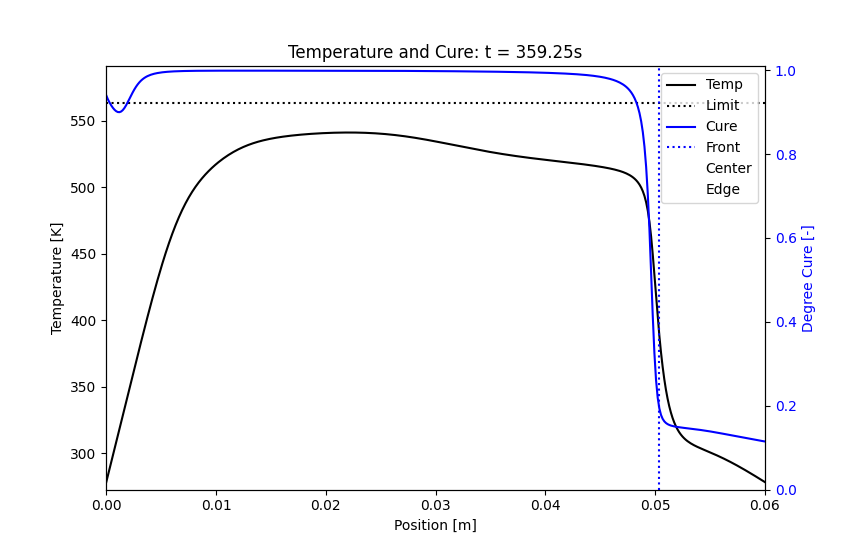 Temperature and Cure: t = 359.25s
Temp
Limit
Cure
Front
Center
Edge
550
500
450
400
350
300
Temperature [K]
1.0
0.8
0.6
0.4
0.2
0.0
Degree Cure [-]
0.00 0.01 0.02 0.03 0.04 0.05 0.06
Position [m]